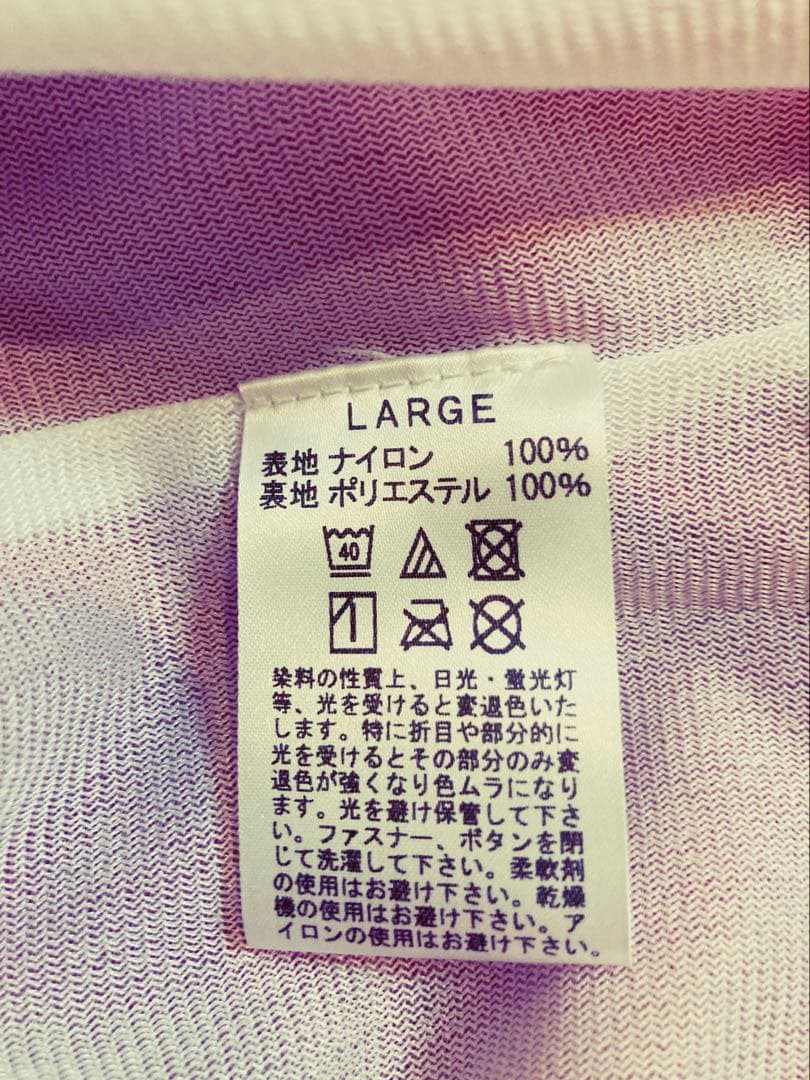 LARGE
表地 ナイロン 100%
裏地 ポリエステル 100%
40
染料の性質上、日光・蛍光灯
等、光を受けると変退色いた
します。特に折目や部分的に
光を受けるとその部分のみ変
退色が強くなり色ムラになり
ます。光を避け保管して下さ
い。ファスナー、ボタンを閉
じて洗濯して下さい。柔軟剤
の使用はお避け下さい。乾燥
機の使用はお避け下さい。ア
イロンの使用はお避け下さい。